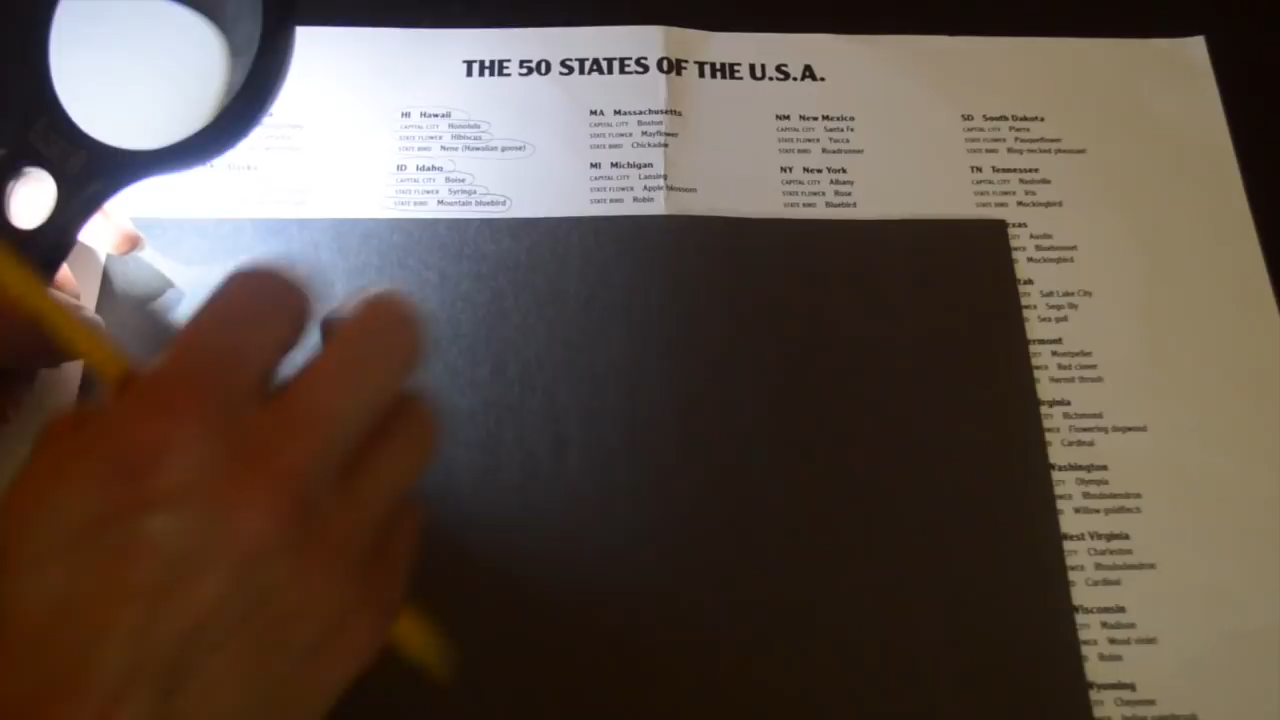 THE 50 STATES OF THE U.S.A.
HI Hawaii
CAPITAL CITY Honolulu
STATE FLOWER Hibiscus
STATE BIRD Nene (Hawaiian goose)
ID Idaho
CAPITAL CITY Boise
STATE FLOWER Syringa
STATE BIRD Mountain bluebird
MA Massachusetts
CAPITAL CITY Boston
STATE FLOWER Mayflower
STATE BIRD Chickadee
MI Michigan
CAPITAL CITY Lansing
STATE FLOWER Apple blossom
STATE BIRD Robin
NM New Mexico
CAPITAL CITY Santa Fe
STATE FLOWER Yucca
STATE BIRD Roadrunner
NY New York
CAPITAL CITY Albany
STATE FLOWER Rose
STATE BIRD Bluebird
SD South Dakota
CAPITAL CITY Pierre
STATE FLOWER Pasqueflower
STATE BIRD Ring-necked pheasant
TN Tennessee
CAPITAL CITY Nashville
STATE FLOWER Iris
STATE BIRD Mockingbird
exas
Austin
Bluebonnet
Mockingbird
tah
Salt Lake City
Sego lily
Sea gull
ermont
Montpelier
Red clover
Hermit thrush
irginia
Richmond
Flowering dogwood
Cardinal
Washington
Olympia
Rhododendron
Willow goldfinch
West Virginia
Charleston
Rhododendron
Cardinal
Wisconsin
Madison
Wood violet
Robin
Wyoming
Cheyenne